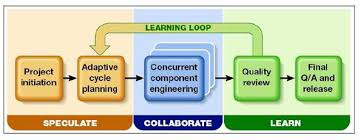 LEARNING LOOP
Project
initiation
Adaptive
cycle
planning
Concurrent
component
engineering
Quality
review
Final
Q/A and
release
SPECULATE
COLLABORATE
LEARN